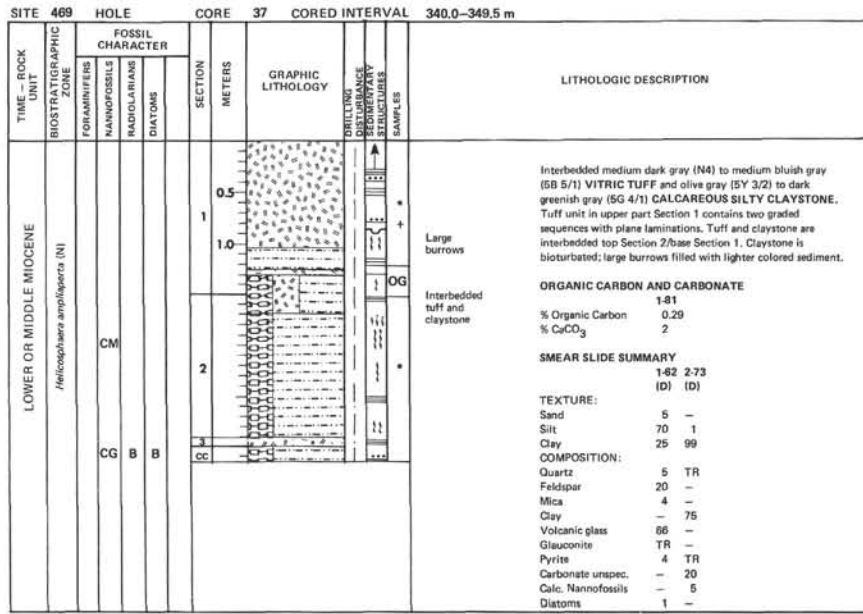 SITE 469 HOLE CORE 37 CORED INTERVAL 340.0–349.5 m
TIME – ROCK UNIT
BIOSTRATIGRAPHIC ZONE
FOSSIL CHARACTER
FORAMINIFERS
NANNOFOSSILS
RADIOLARIANS
DIATOMS
SECTION
METERS
GRAPHIC LITHOLOGY
DRILLING DISTURBANCE
SEDIMENTARY STRUCTURES
SAMPLES
LITHOLOGIC DESCRIPTION
LOWER OR MIDDLE MIOCENE
Helicosphaera ampliaperta (N)
CM
CG B B
1
0.5
1.0
2
3
CC
*
+
OG
*
Large
burrows
Interbedded
tuff and
claystone
Interbedded medium dark gray (N4) to medium bluish gray
(5B 5/1) VITRIC TUFF and olive gray (5Y 3/2) to dark
greenish gray (5G 4/1) CALCAREOUS SILTY CLAYSTONE.
Tuff unit in upper part Section 1 contains two graded
sequences with plane laminations. Tuff and claystone are
interbedded top Section 2/base Section 1. Claystone is
bioturbated; large burrows filled with lighter colored sediment.
ORGANIC CARBON AND CARBONATE
1-81
% Organic Carbon 0.29
% CaCO3 2
SMEAR SLIDE SUMMARY
1-62 2-73
(D) (D)
TEXTURE:
Sand 5 –
Silt 70 1
Clay 25 99
COMPOSITION:
Quartz 5 TR
Feldspar 20 –
Mica 4 –
Clay – 75
Volcanic glass 66 –
Glauconite TR –
Pyrite 4 TR
Carbonate unspec. – 20
Calc. Nannofossils – 5
Diatoms 1 –